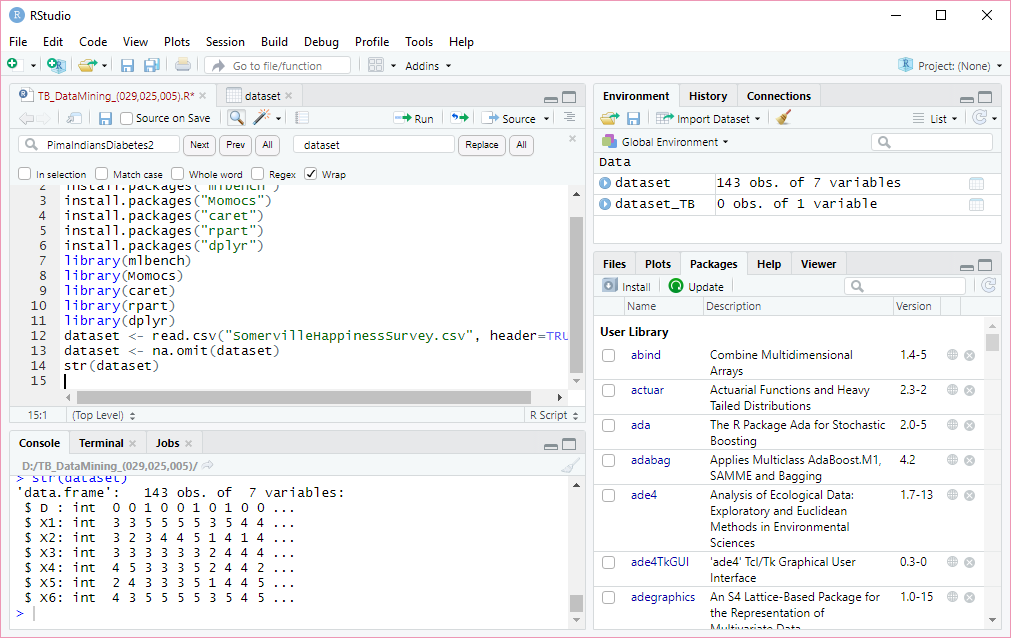 RStudio
File Edit Code View Plots Session Build Debug Profile Tools Help
Go to file/function Addins Project: (None)
TB_DataMining_(029,025,005).R* dataset
Source on Save Run Source
PimaIndiansDiabetes2 Next Prev All dataset Replace All
In selection Match case Whole word Regex Wrap
2 install.packages("mlbench")
3 install.packages("Momocs")
4 install.packages("caret")
5 install.packages("rpart")
6 install.packages("dplyr")
7 library(mlbench)
8 library(Momocs)
9 library(caret)
10 library(rpart)
11 library(dplyr)
12 dataset <- read.csv("SomervilleHappinessSurvey.csv", header=TRU
13 dataset <- na.omit(dataset)
14 str(dataset)
15
15:1 (Top Level) R Script
Console Terminal Jobs
D:/TB_DataMining_(029,025,005)/
> str(dataset)
'data.frame': 143 obs. of 7 variables:
$ D : int 0 0 1 0 0 1 0 1 0 0 ...
$ X1: int 3 3 5 5 5 5 3 5 4 4 ...
$ X2: int 3 2 3 4 4 5 1 4 1 4 ...
$ X3: int 3 3 3 3 3 3 2 4 4 4 ...
$ X4: int 4 5 3 3 3 5 2 4 4 2 ...
$ X5: int 2 4 3 3 3 5 1 4 4 5 ...
$ X6: int 4 3 5 5 5 5 3 5 4 5 ...
>
Environment History Connections
Import Dataset List
Global Environment
Data
dataset 143 obs. of 7 variables
dataset_TB 0 obs. of 1 variable
Files Plots Packages Help Viewer
Install Update
Name Description Version
User Library
abind Combine Multidimensional 1.4-5
Arrays
actuar Actuarial Functions and Heavy 2.3-2
Tailed Distributions
ada The R Package Ada for Stochastic 2.0-5
Boosting
adabag Applies Multiclass AdaBoost.M1, 4.2
SAMME and Bagging
ade4 Analysis of Ecological Data: 1.7-13
Exploratory and Euclidean
Methods in Environmental
Sciences
ade4TkGUI 'ade4' Tcl/Tk Graphical User 0.3-0
Interface
adegraphics An S4 Lattice-Based Package for 1.0-15
the Representation of
Multivariate Data